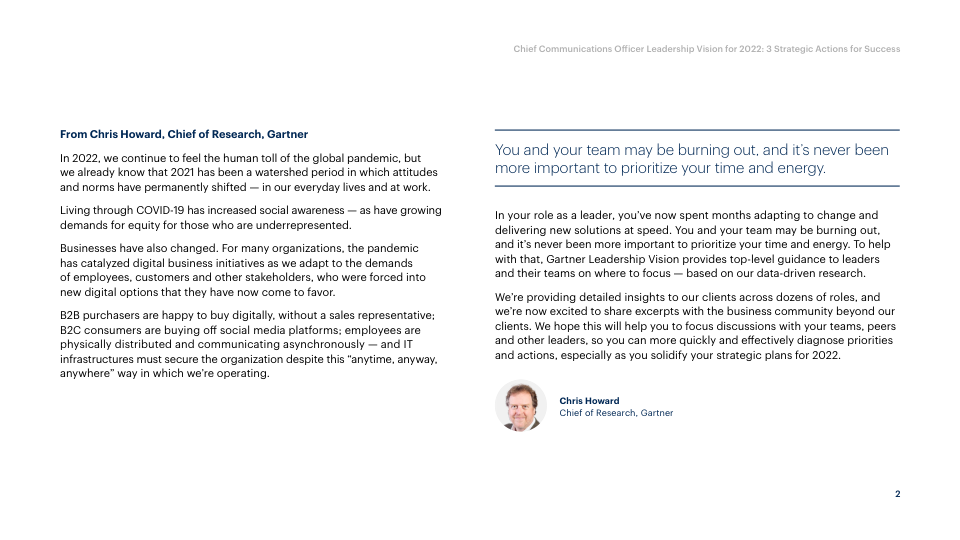 Chief Communications Officer Leadership Vision for 2022: 3 Strategic Actions for Success
From Chris Howard, Chief of Research, Gartner
In 2022, we continue to feel the human toll of the global pandemic, but
we already know that 2021 has been a watershed period in which attitudes
and norms have permanently shifted — in our everyday lives and at work.
Living through COVID-19 has increased social awareness — as have growing
demands for equity for those who are underrepresented.
Businesses have also changed. For many organizations, the pandemic
has catalyzed digital business initiatives as we adapt to the demands
of employees, customers and other stakeholders, who were forced into
new digital options that they have now come to favor.
B2B purchasers are happy to buy digitally, without a sales representative;
B2C consumers are buying off social media platforms; employees are
physically distributed and communicating asynchronously — and IT
infrastructures must secure the organization despite this “anytime, anyway,
anywhere” way in which we’re operating.
You and your team may be burning out, and it’s never been
more important to prioritize your time and energy.
In your role as a leader, you’ve now spent months adapting to change and
delivering new solutions at speed. You and your team may be burning out,
and it’s never been more important to prioritize your time and energy. To help
with that, Gartner Leadership Vision provides top-level guidance to leaders
and their teams on where to focus — based on our data-driven research.
We’re providing detailed insights to our clients across dozens of roles, and
we’re now excited to share excerpts with the business community beyond our
clients. We hope this will help you to focus discussions with your teams, peers
and other leaders, so you can more quickly and effectively diagnose priorities
and actions, especially as you solidify your strategic plans for 2022.
Chris Howard
Chief of Research, Gartner
2